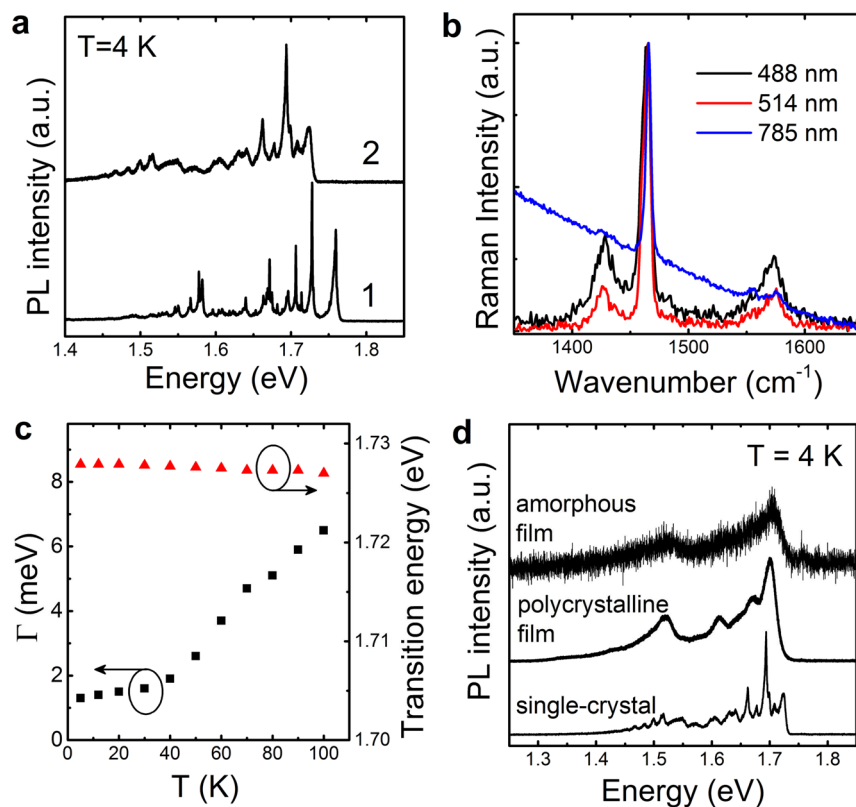 a
T=4 K
PL intensity (a.u.)
2
1
1.4 1.5 1.6 1.7 1.8
Energy (eV)
b
Raman Intensity (a.u.)
488 nm
514 nm
785 nm
1400 1500 1600
Wavenumber (cm-1)
c
Γ (meV)
8
6
4
2
0
0 20 40 60 80 100
T (K)
1.73
1.72
1.71
1.70
Transition energy (eV)
d
T = 4 K
PL intensity (a.u.)
amorphous
film
polycrystalline
film
single-crystal
1.3 1.4 1.5 1.6 1.7 1.8
Energy (eV)